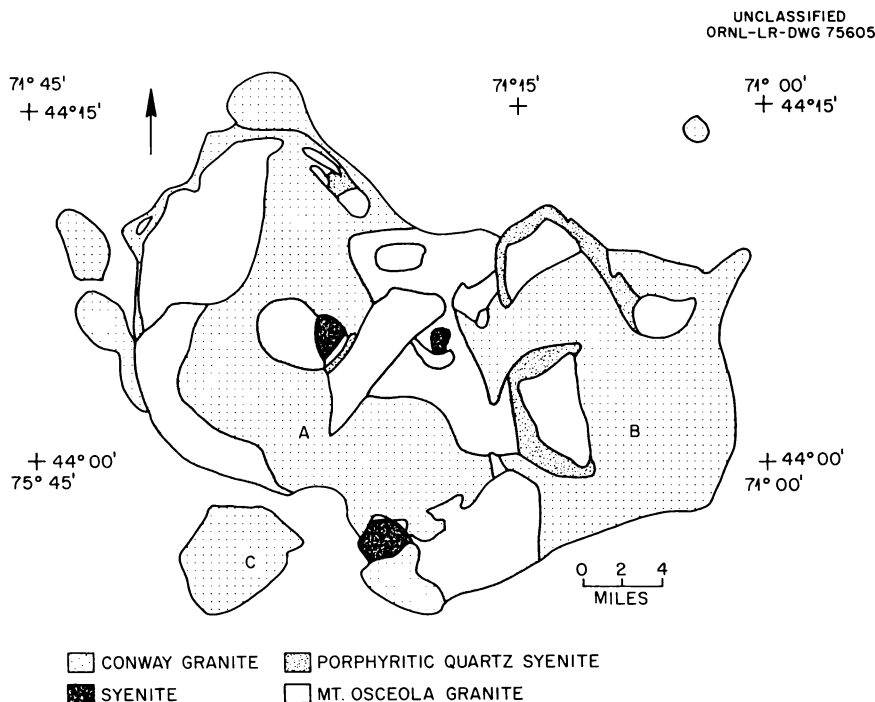 UNCLASSIFIED
ORNL-LR-DWG 75605
71° 45'
44°15'
71°15'
71° 00'
44°15'
A
B
44°00'
75° 45'
44° 00'
71° 00'
C
0 2 4
MILES
CONWAY GRANITE
PORPHYRITIC QUARTZ SYENITE
SYENITE
MT. OSCEOLA GRANITE